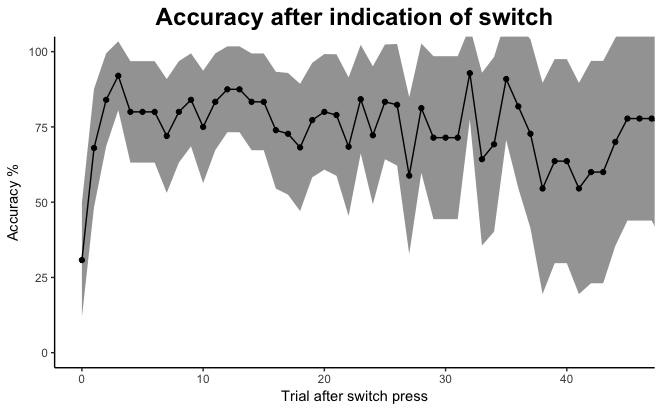 Accuracy after indication of switch
Accuracy %
100
75
50
25
0
0 10 20 30 40
Trial after switch press